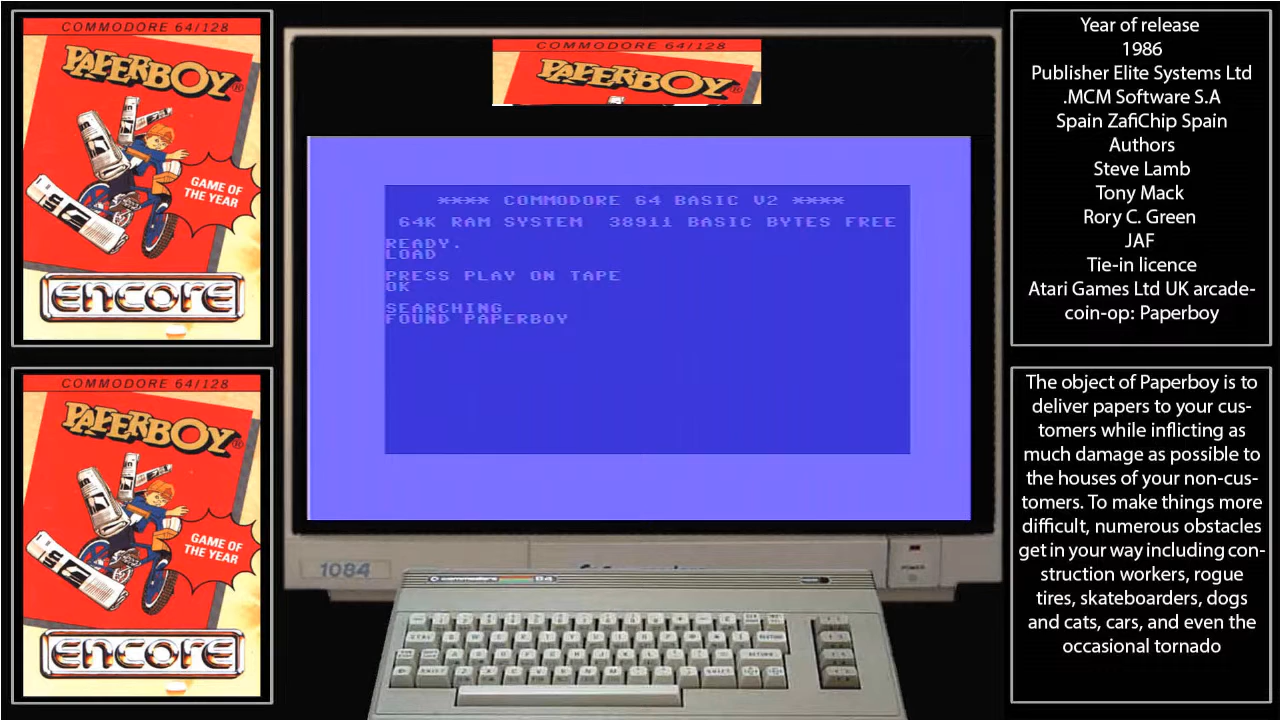 COMMODORE 64/128
PAPERBOY
GAME OF
THE YEAR
ENCORE
COMMODORE 64/128
PAPERBOY
GAME OF
THE YEAR
ENCORE
COMMODORE 64/128
PAPERBOY
**** COMMODORE 64 BASIC V2 ****
64K RAM SYSTEM 38911 BASIC BYTES FREE
READY.
LOAD
PRESS PLAY ON TAPE
OK
SEARCHING
FOUND PAPERBOY
1084
POWER
commodore 64
Year of release
1986
Publisher Elite Systems Ltd
.MCM Software S.A
Spain ZafiChip Spain
Authors
Steve Lamb
Tony Mack
Rory C. Green
JAF
Tie-in licence
Atari Games Ltd UK arcade-
coin-op: Paperboy
The object of Paperboy is to
deliver papers to your cus-
tomers while inflicting as
much damage as possible to
the houses of your non-cus-
tomers. To make things more
difficult, numerous obstacles
get in your way including con-
struction workers, rogue
tires, skateboarders, dogs
and cats, cars, and even the
occasional tornado